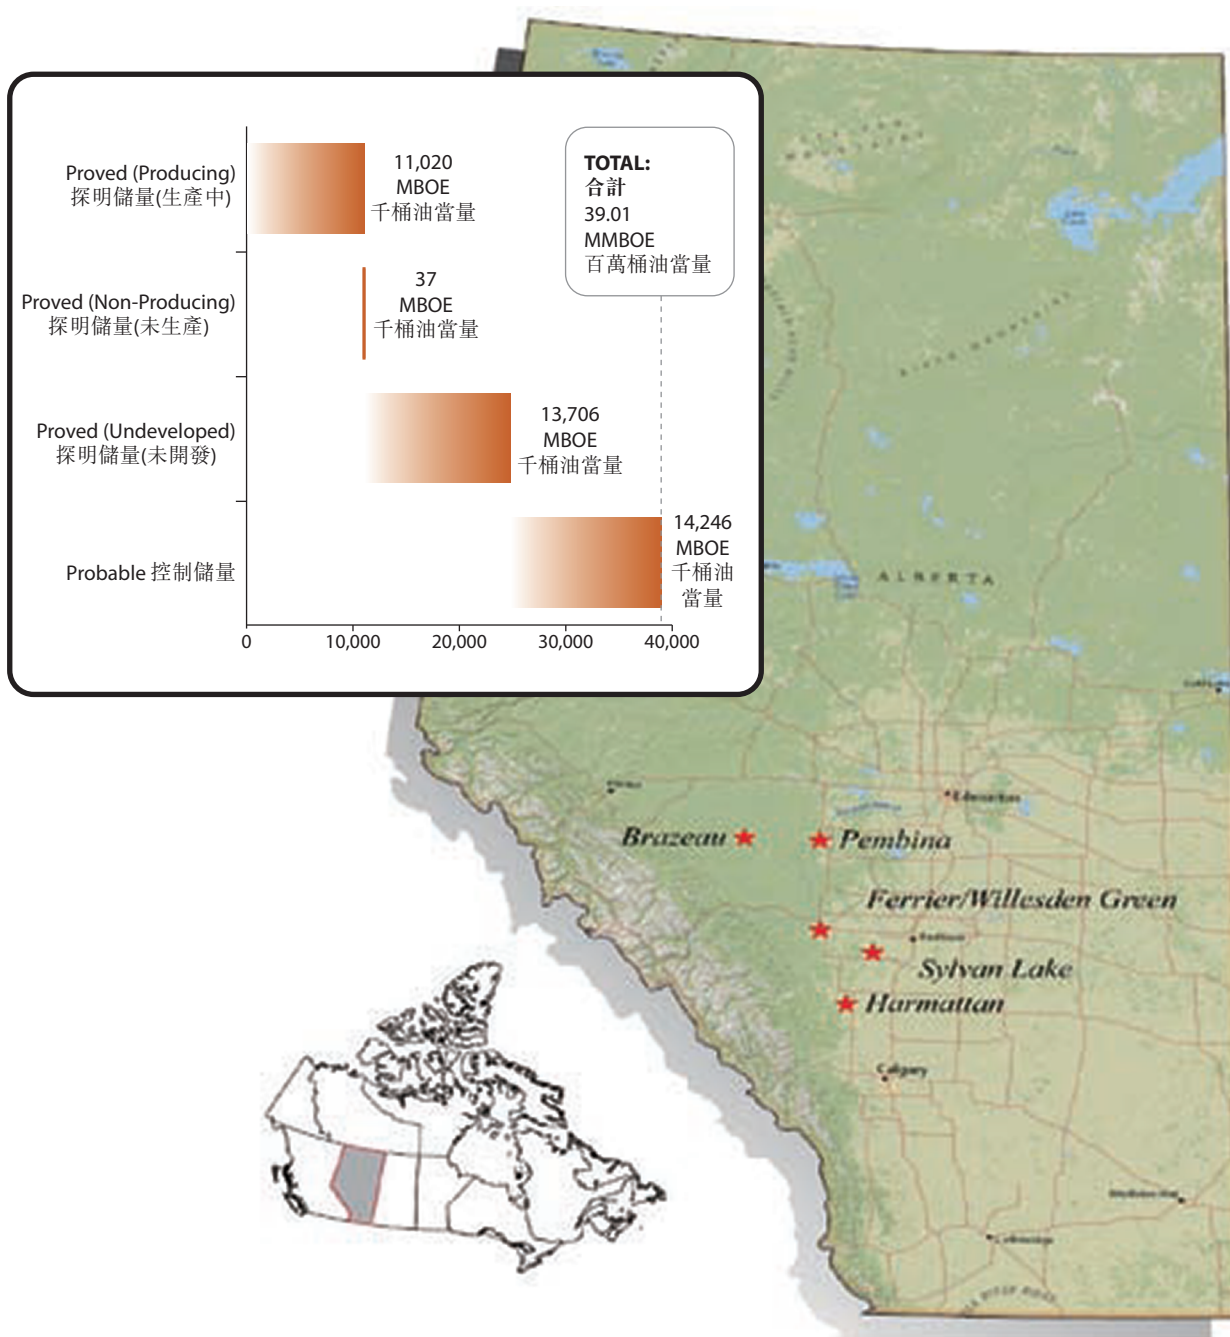 Proved (Producing)
探明儲量(生產中)
11,020
MBOE
千桶油當量
TOTAL:
合計
39.01
MMBOE
百萬桶油當量
Proved (Non-Producing)
探明儲量(未生產)
37
MBOE
千桶油當量
Proved (Undeveloped)
探明儲量(未開發)
13,706
MBOE
千桶油當量
Probable 控制儲量
14,246
MBOE
千桶油
當量
0
10,000
20,000
30,000
40,000
ALBERTA
Edmonton
Brazeau
Pembina
Ferrier/Willesden Green
Sylvan Lake
Harmattan
Calgary